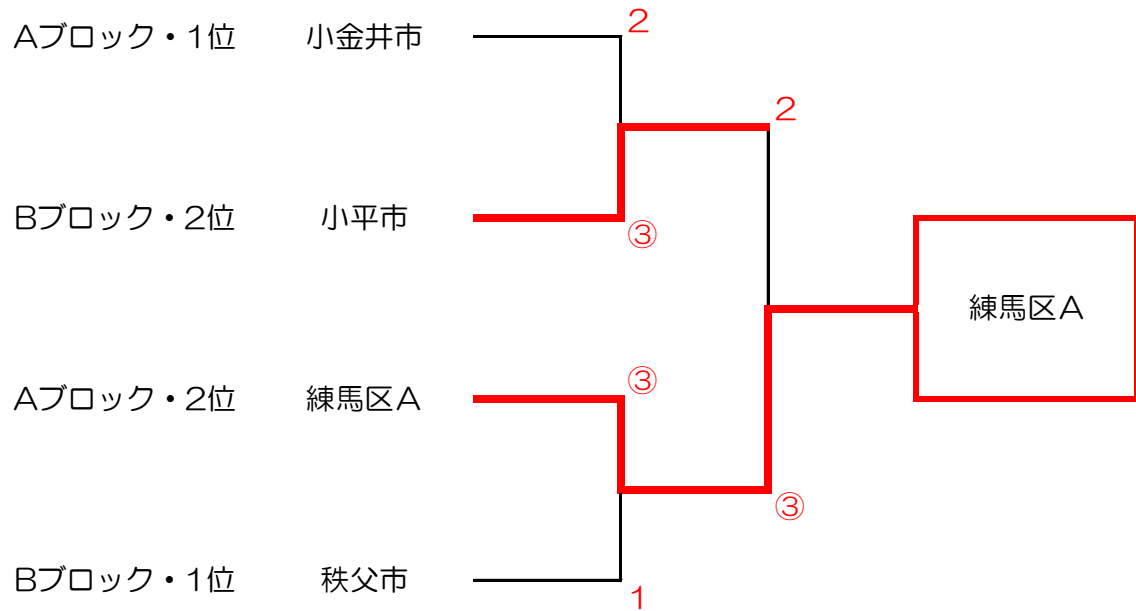 Aブロック・1位 小金井市 2
2
Bブロック・2位 小平市 ③
練馬区A
Aブロック・2位 練馬区A ③
③
Bブロック・1位 秩父市 1